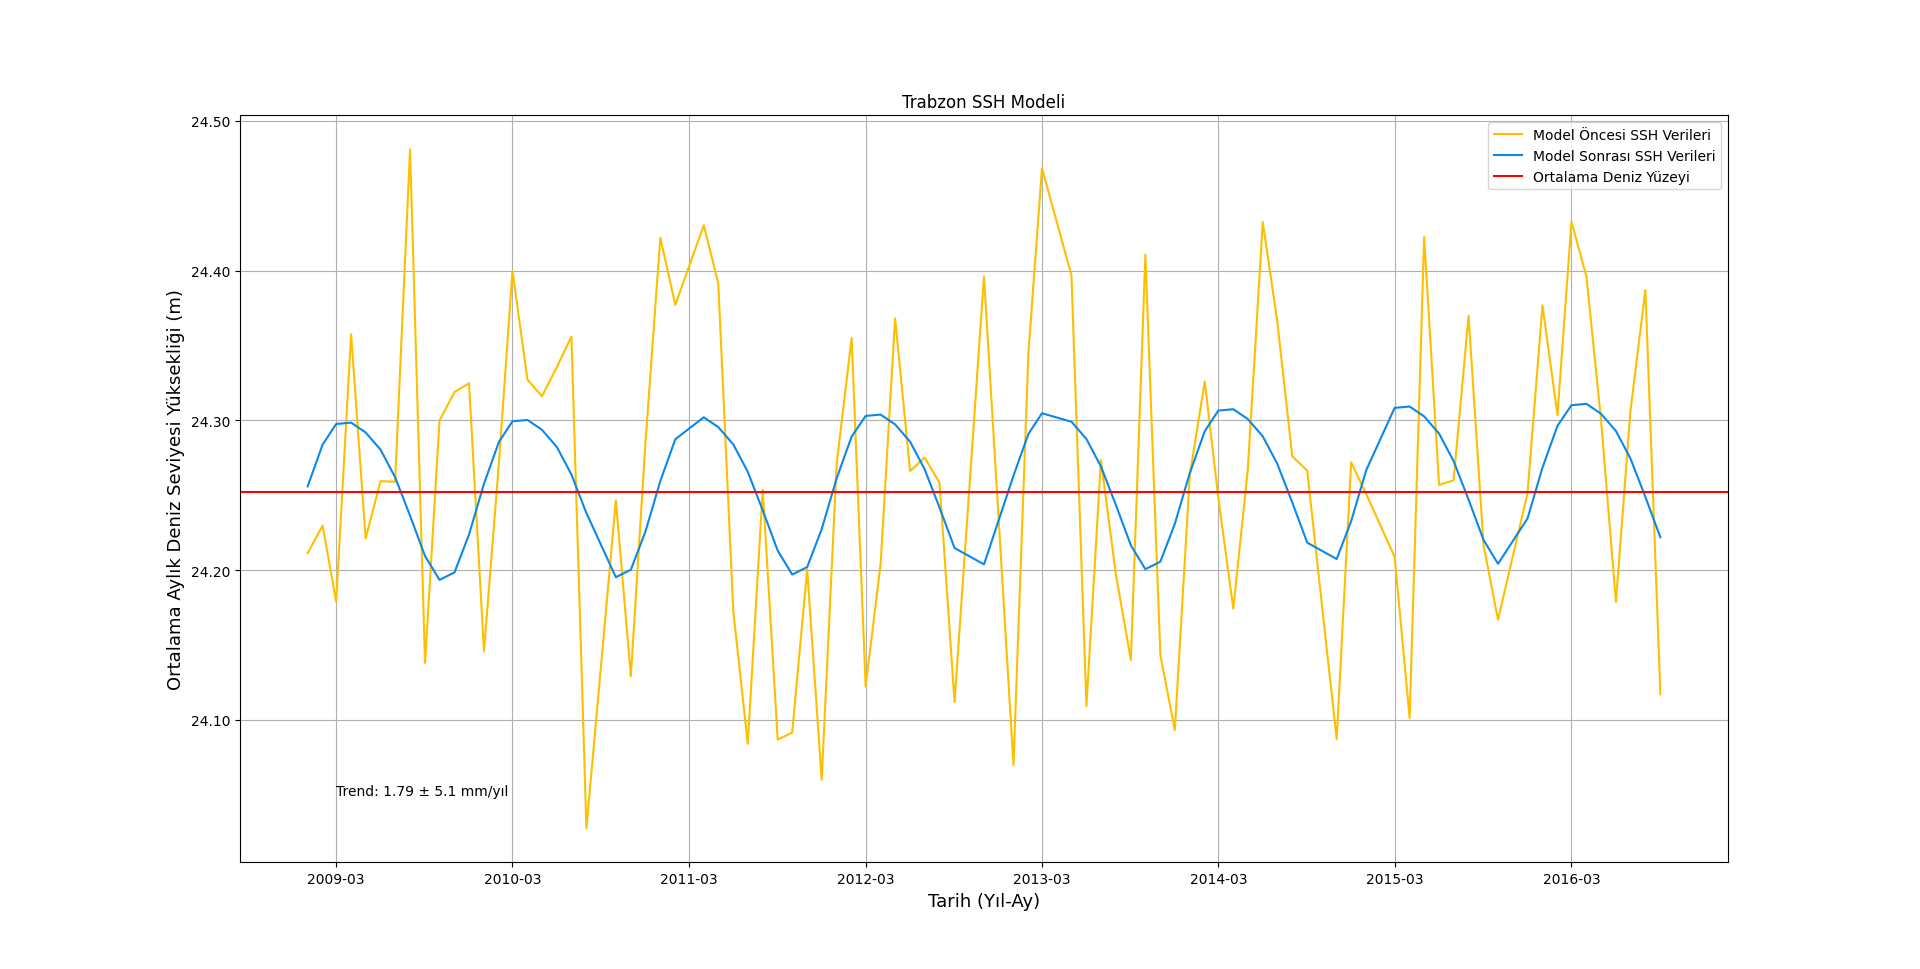 Trabzon SSH Modeli
Model Öncesi SSH Verileri
Model Sonrası SSH Verileri
Ortalama Deniz Yüzeyi
Ortalama Aylık Deniz Seviyesi Yüksekliği (m)
24.50
24.40
24.30
24.20
24.10
Trend: 1.79 ± 5.1 mm/yıl
2009-03
2010-03
2011-03
2012-03
2013-03
2014-03
2015-03
2016-03
Tarih (Yıl-Ay)